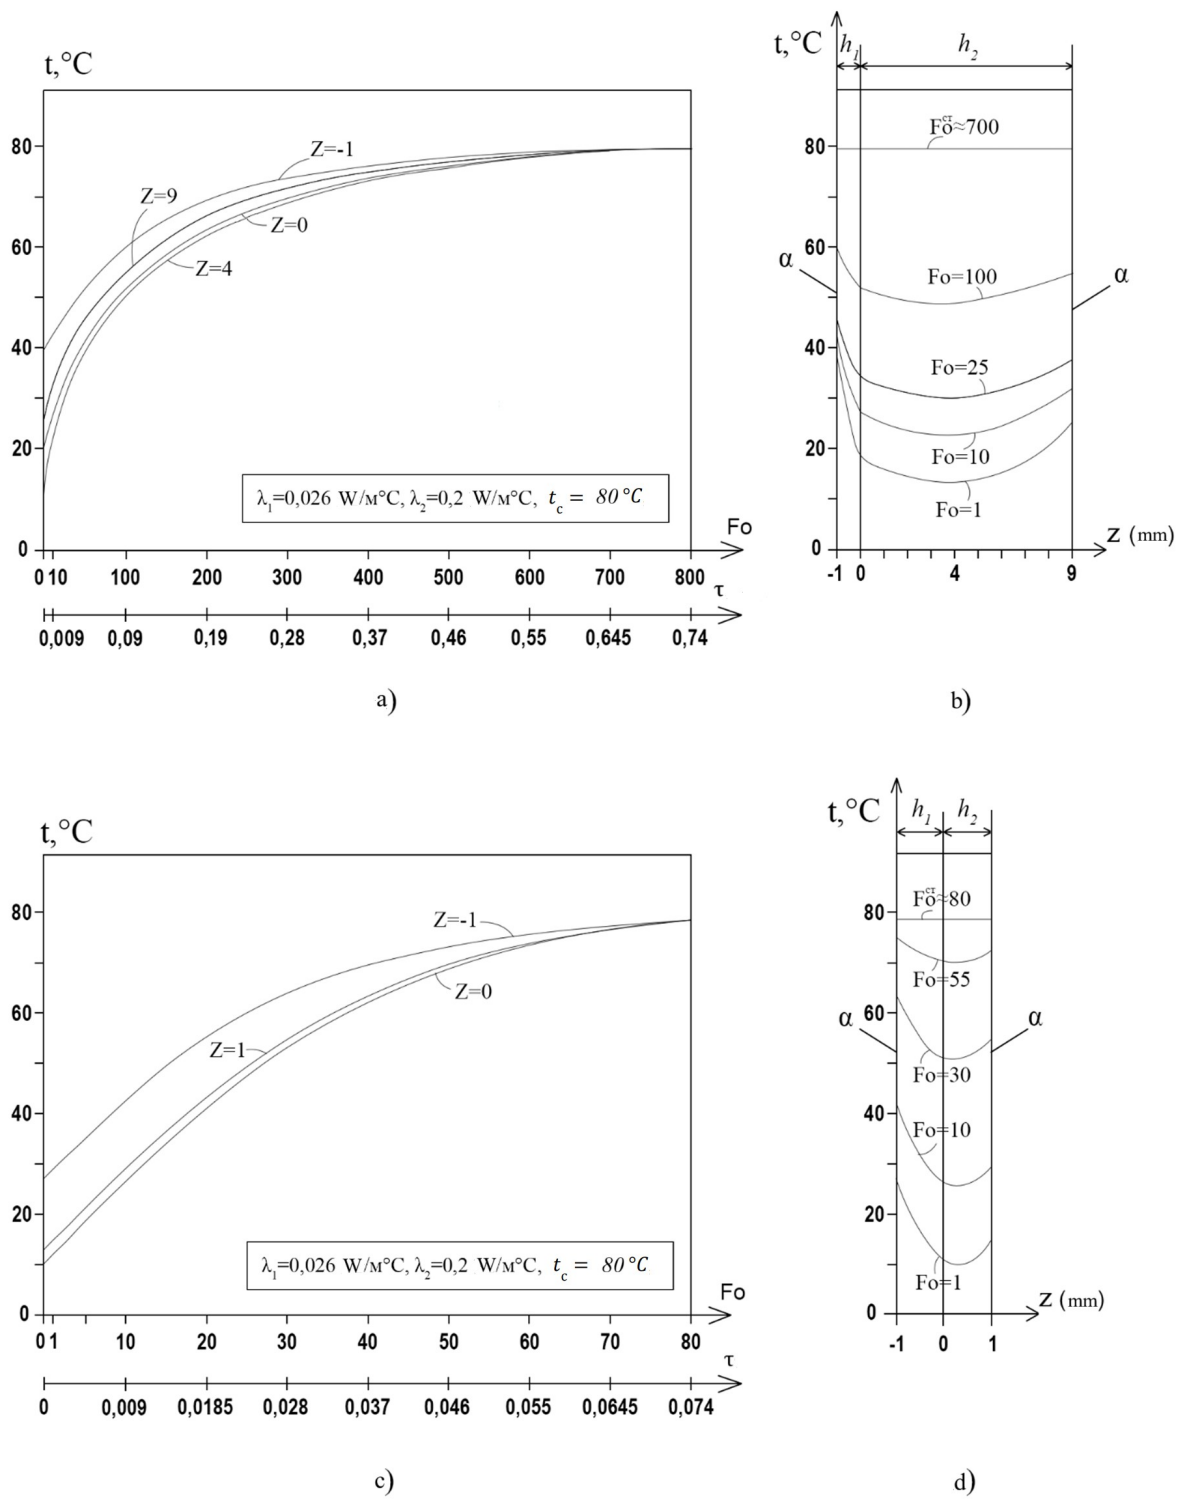 t,°C
80
60
40
20
0
Z=-1
Z=9
Z=0
Z=4
λ₁=0,026 W/м°C, λ₂=0,2 W/м°C, t_c = 80°C
Fo
0 10 100 200 300 400 500 600 700 800
τ
0,009 0,09 0,19 0,28 0,37 0,46 0,55 0,645 0,74
a)
t,°C h₁ h₂
80
60
40
20
0
Fo^ст≈700
α
α
Fo=100
Fo=25
Fo=10
Fo=1
z (mm)
-1 0 4 9
b)
t,°C
80
60
40
20
0
Z=-1
Z=0
Z=1
λ₁=0,026 W/м°C, λ₂=0,2 W/м°C, t_c = 80°C
Fo
0 1 10 20 30 40 50 60 70 80
τ
0 0,009 0,0185 0,028 0,037 0,046 0,055 0,0645 0,074
c)
t,°C h₁ h₂
80
60
40
20
0
Fo^ст≈80
Fo=55
α
α
Fo=30
Fo=10
Fo=1
z (mm)
-1 0 1
d)